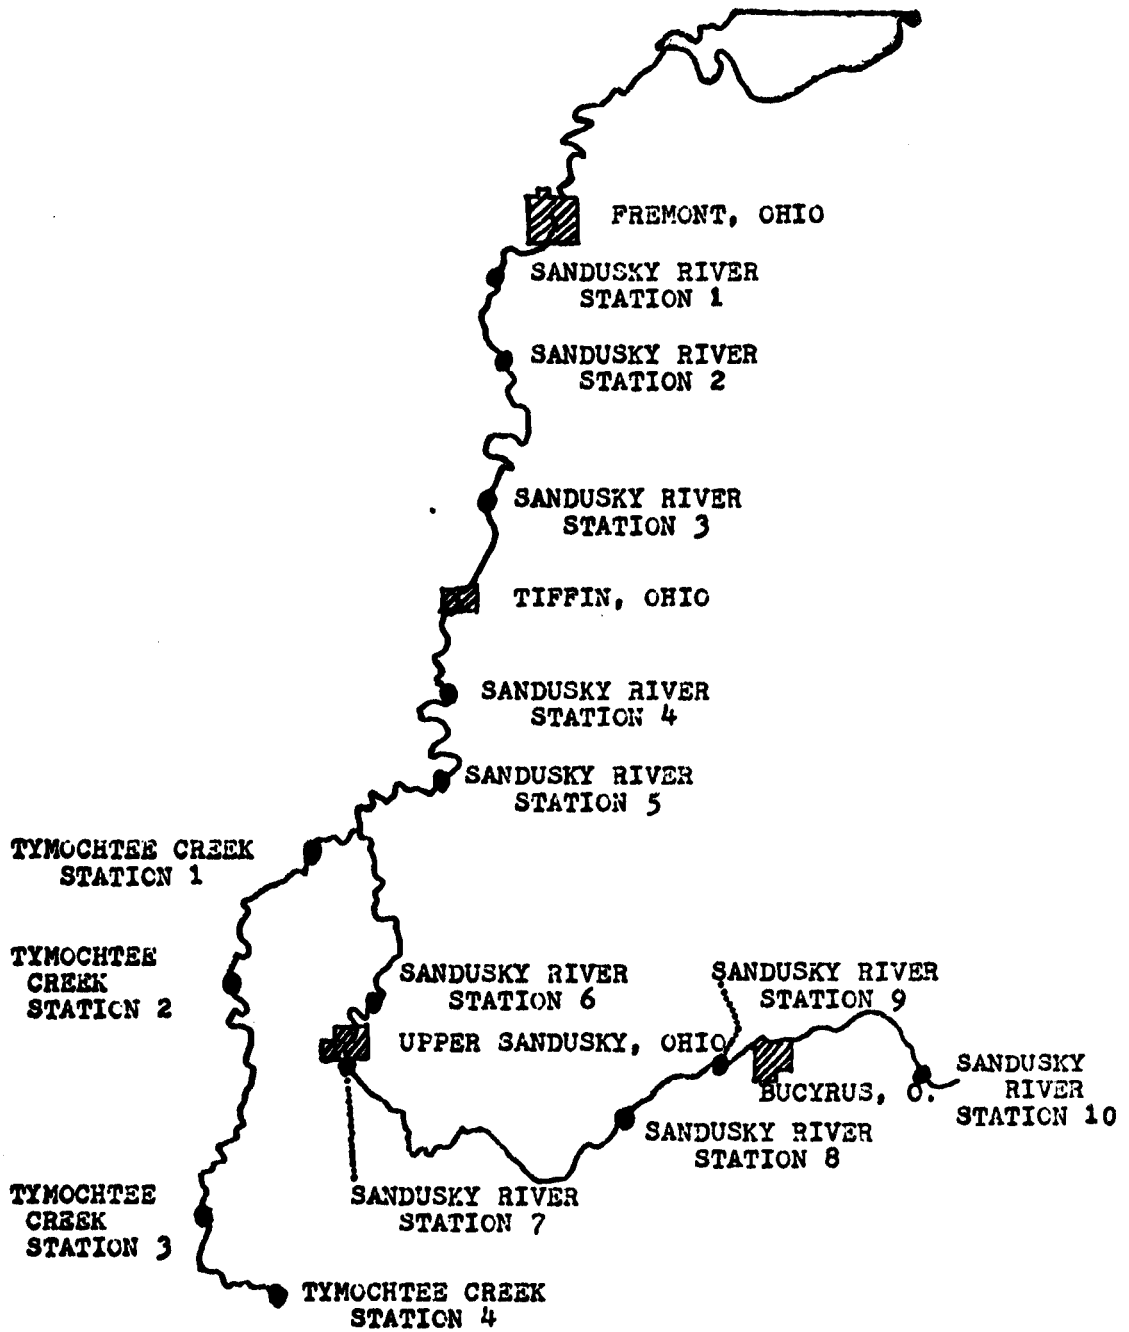 FREMONT, OHIO
SANDUSKY RIVER
STATION 1
SANDUSKY RIVER
STATION 2
SANDUSKY RIVER
STATION 3
TIFFIN, OHIO
SANDUSKY RIVER
STATION 4
SANDUSKY RIVER
STATION 5
TYMOCHTEE CREEK
STATION 1
TYMOCHTEE
CREEK
STATION 2
SANDUSKY RIVER
STATION 6
SANDUSKY RIVER
STATION 9
UPPER SANDUSKY, OHIO
BUCYRUS, O.
SANDUSKY
RIVER
STATION 10
SANDUSKY RIVER
STATION 8
SANDUSKY RIVER
STATION 7
TYMOCHTEE
CREEK
STATION 3
TYMOCHTEE CREEK
STATION 4